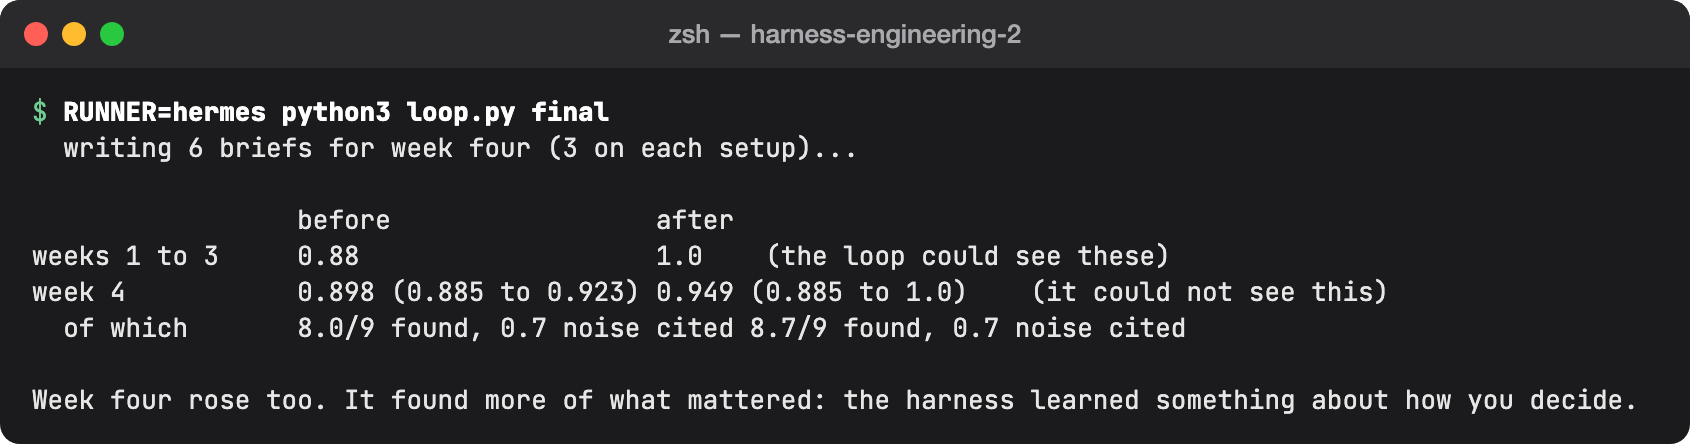 zsh — harness-engineering-2
$ RUNNER=hermes python3 loop.py final
writing 6 briefs for week four (3 on each setup)...
before after
weeks 1 to 3 0.88 1.0 (the loop could see these)
week 4 0.898 (0.885 to 0.923) 0.949 (0.885 to 1.0) (it could not see this)
of which 8.0/9 found, 0.7 noise cited 8.7/9 found, 0.7 noise cited
Week four rose too. It found more of what mattered: the harness learned something about how you decide.